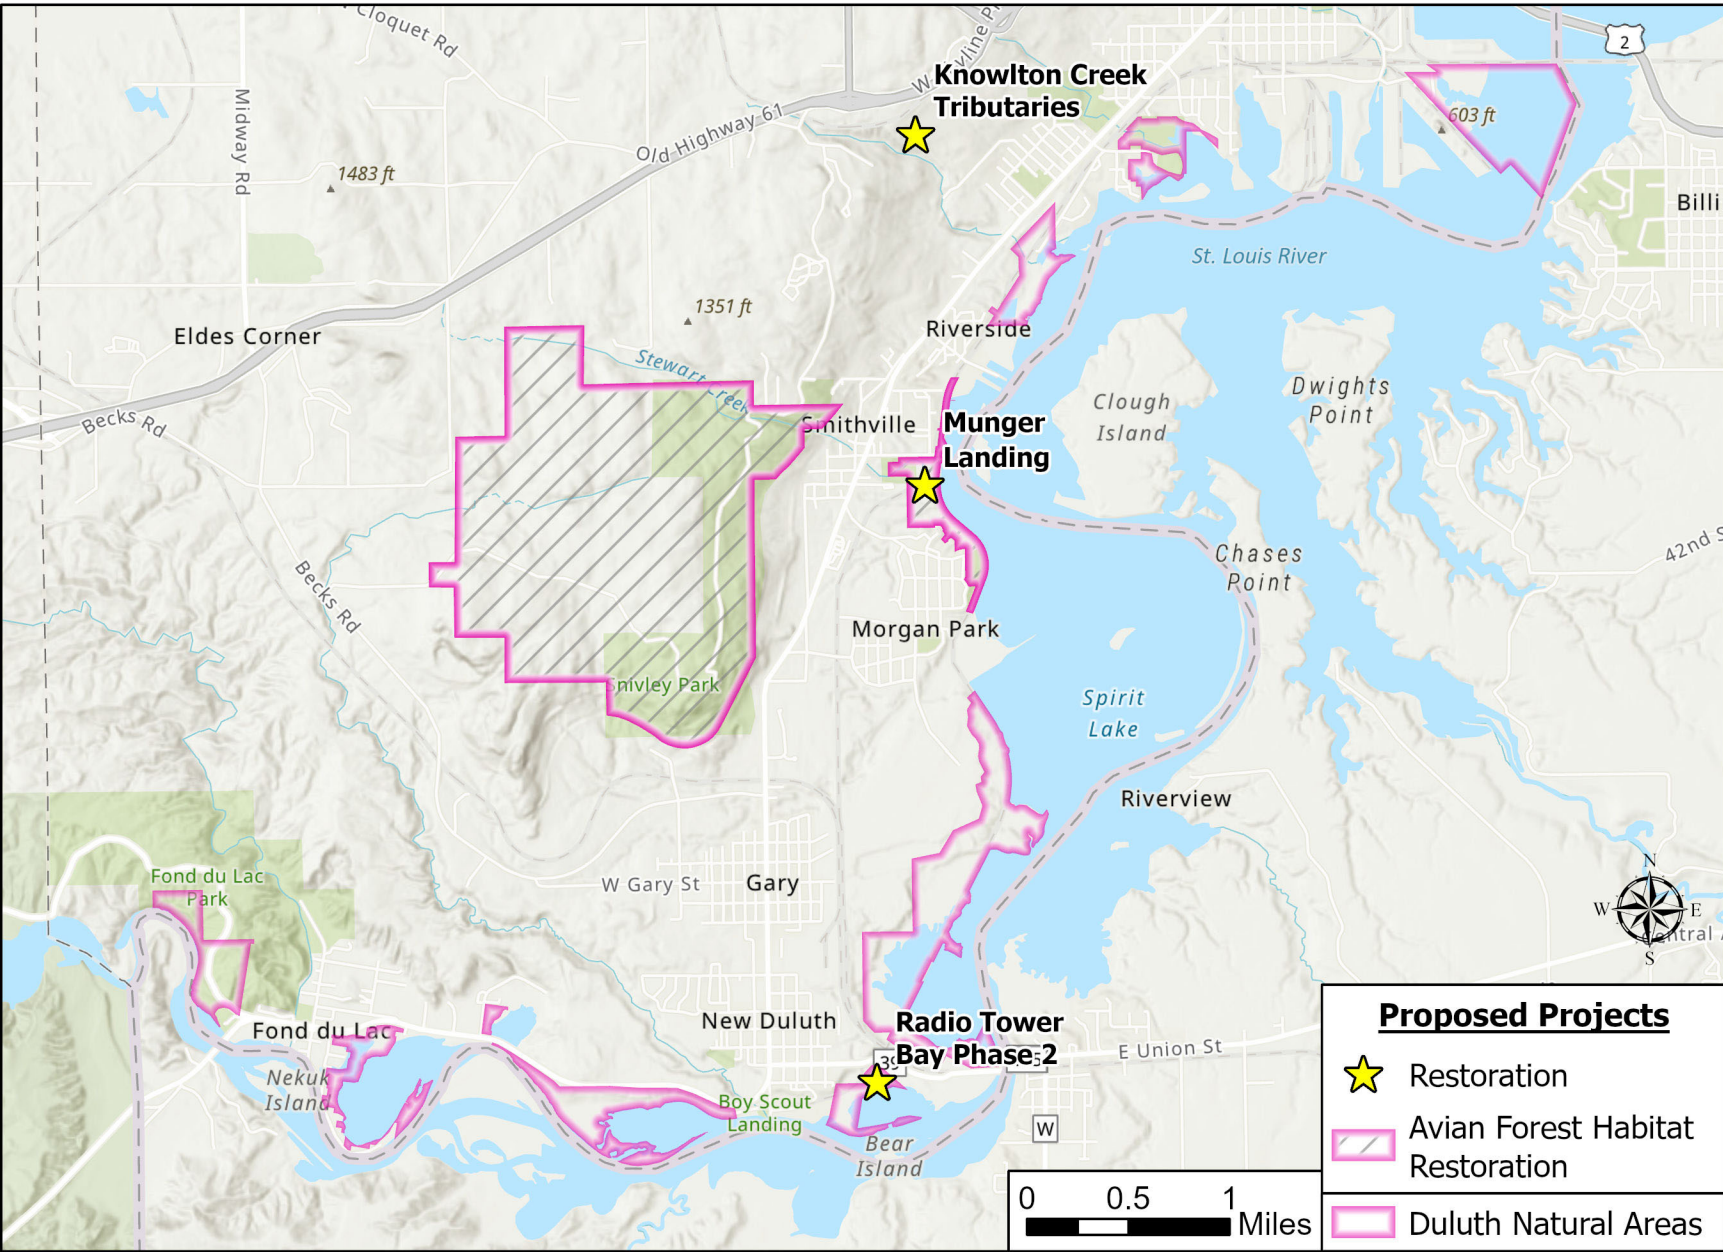 Cloquet Rd
2
Knowlton Creek
Tributaries
Midway Rd
Old Highway 61
603 ft
1483 ft
Billi
St. Louis River
1351 ft
Riverside
Eldes Corner
Stewart Creek
Dwights
Point
Clough
Island
Becks Rd
Smithville
Munger
Landing
42nd S
Chases
Point
Becks Rd
Morgan Park
Snivley Park
Spirit
Lake
Riverview
W Gary St
Gary
Fond du Lac
Park
N
W
E
S
Central A
New Duluth
Fond du Lac
Radio Tower
Bay Phase 2
39
E Union St
Nekuk
Island
Boy Scout
Landing
W
Bear
Island
Proposed Projects
Restoration
Avian Forest Habitat
Restoration
Duluth Natural Areas
0 0.5 1
Miles